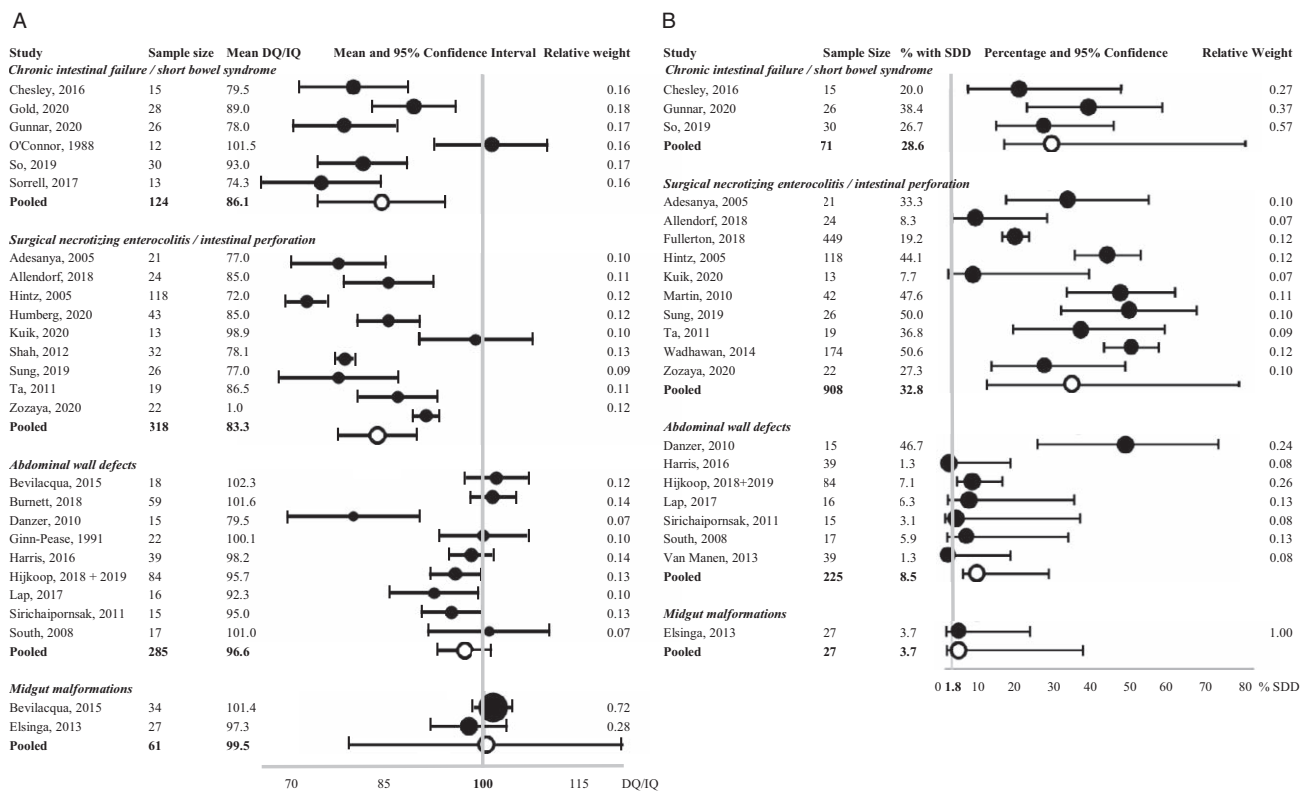 A
Study Sample size Mean DQ/IQ Mean and 95% Confidence Interval Relative weight
Chronic intestinal failure / short bowel syndrome
Chesley, 2016 15 79.5 0.16
Gold, 2020 28 89.0 0.18
Gunnar, 2020 26 78.0 0.17
O'Connor, 1988 12 101.5 0.16
So, 2019 30 93.0 0.17
Sorrell, 2017 13 74.3 0.16
Pooled 124 86.1
Surgical necrotizing enterocolitis / intestinal perforation
Adesanya, 2005 21 77.0 0.10
Allendorf, 2018 24 85.0 0.11
Hintz, 2005 118 72.0 0.12
Humberg, 2020 43 85.0 0.12
Kuik, 2020 13 98.9 0.10
Shah, 2012 32 78.1 0.13
Sung, 2019 26 77.0 0.09
Ta, 2011 19 86.5 0.11
Zozaya, 2020 22 1.0 0.12
Pooled 318 83.3
Abdominal wall defects
Bevilacqua, 2015 18 102.3 0.12
Burnett, 2018 59 101.6 0.14
Danzer, 2010 15 79.5 0.07
Ginn-Pease, 1991 22 100.1 0.10
Harris, 2016 39 98.2 0.14
Hijkoop, 2018 + 2019 84 95.7 0.13
Lap, 2017 16 92.3 0.10
Sirichaipornsak, 2011 15 95.0 0.13
South, 2008 17 101.0 0.07
Pooled 285 96.6
Midgut malformations
Bevilacqua, 2015 34 101.4 0.72
Elsinga, 2013 27 97.3 0.28
Pooled 61 99.5
70 85 100 115 DQ/IQ
B
Study Sample Size % with SDD Percentage and 95% Confidence Relative Weight
Chronic intestinal failure / short bowel syndrome
Chesley, 2016 15 20.0 0.27
Gunnar, 2020 26 38.4 0.37
So, 2019 30 26.7 0.57
Pooled 71 28.6
Surgical necrotizing enterocolitis / intestinal perforation
Adesanya, 2005 21 33.3 0.10
Allendorf, 2018 24 8.3 0.07
Fullerton, 2018 449 19.2 0.12
Hintz, 2005 118 44.1 0.12
Kuik, 2020 13 7.7 0.07
Martin, 2010 42 47.6 0.11
Sung, 2019 26 50.0 0.10
Ta, 2011 19 36.8 0.09
Wadhawan, 2014 174 50.6 0.12
Zozaya, 2020 22 27.3 0.10
Pooled 908 32.8
Abdominal wall defects
Danzer, 2010 15 46.7 0.24
Harris, 2016 39 1.3 0.08
Hijkoop, 2018+2019 84 7.1 0.26
Lap, 2017 16 6.3 0.13
Sirichaipornsak, 2011 15 3.1 0.08
South, 2008 17 5.9 0.13
Van Manen, 2013 39 1.3 0.08
Pooled 225 8.5
Midgut malformations
Elsinga, 2013 27 3.7 1.00
Pooled 27 3.7
0 1.8 10 20 30 40 50 60 70 80 % SDD